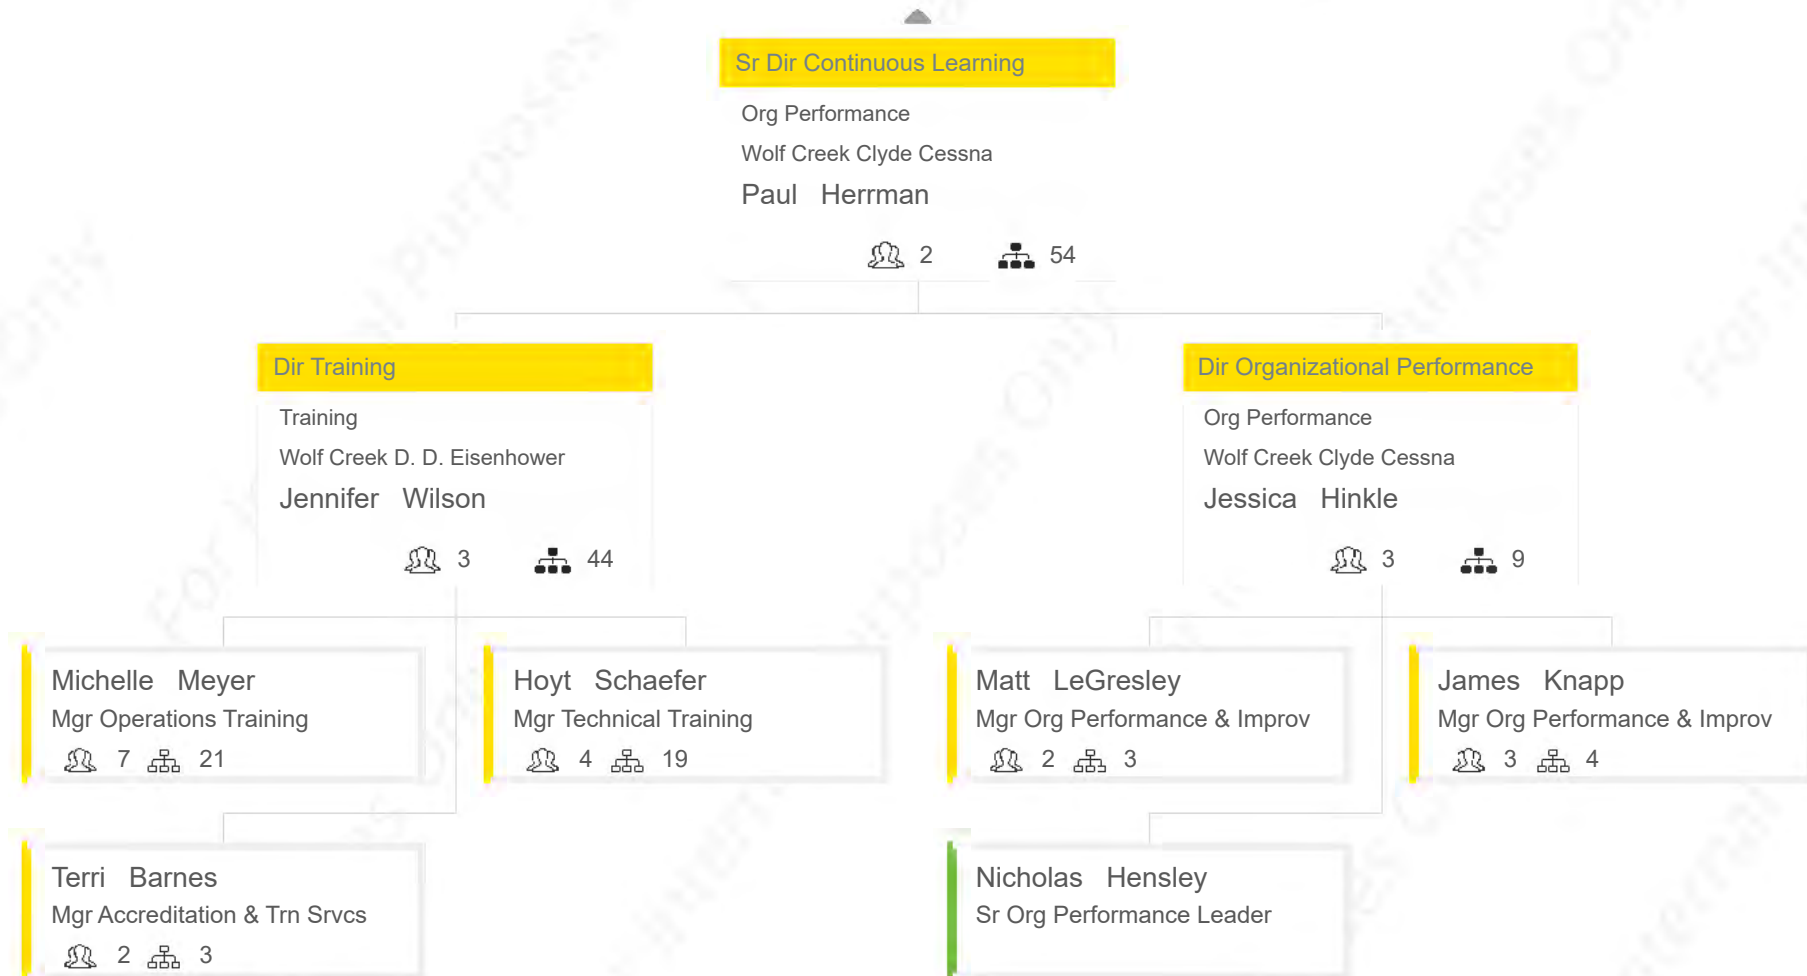 Sr Dir Continuous Learning
Org Performance
Wolf Creek Clyde Cessna
Paul Herrman
2 54
Dir Training
Training
Wolf Creek D. D. Eisenhower
Jennifer Wilson
3 44
Dir Organizational Performance
Org Performance
Wolf Creek Clyde Cessna
Jessica Hinkle
3 9
Michelle Meyer
Mgr Operations Training
7 21
Hoyt Schaefer
Mgr Technical Training
4 19
Matt LeGresley
Mgr Org Performance & Improv
2 3
James Knapp
Mgr Org Performance & Improv
3 4
Terri Barnes
Mgr Accreditation & Trn Srvcs
2 3
Nicholas Hensley
Sr Org Performance Leader